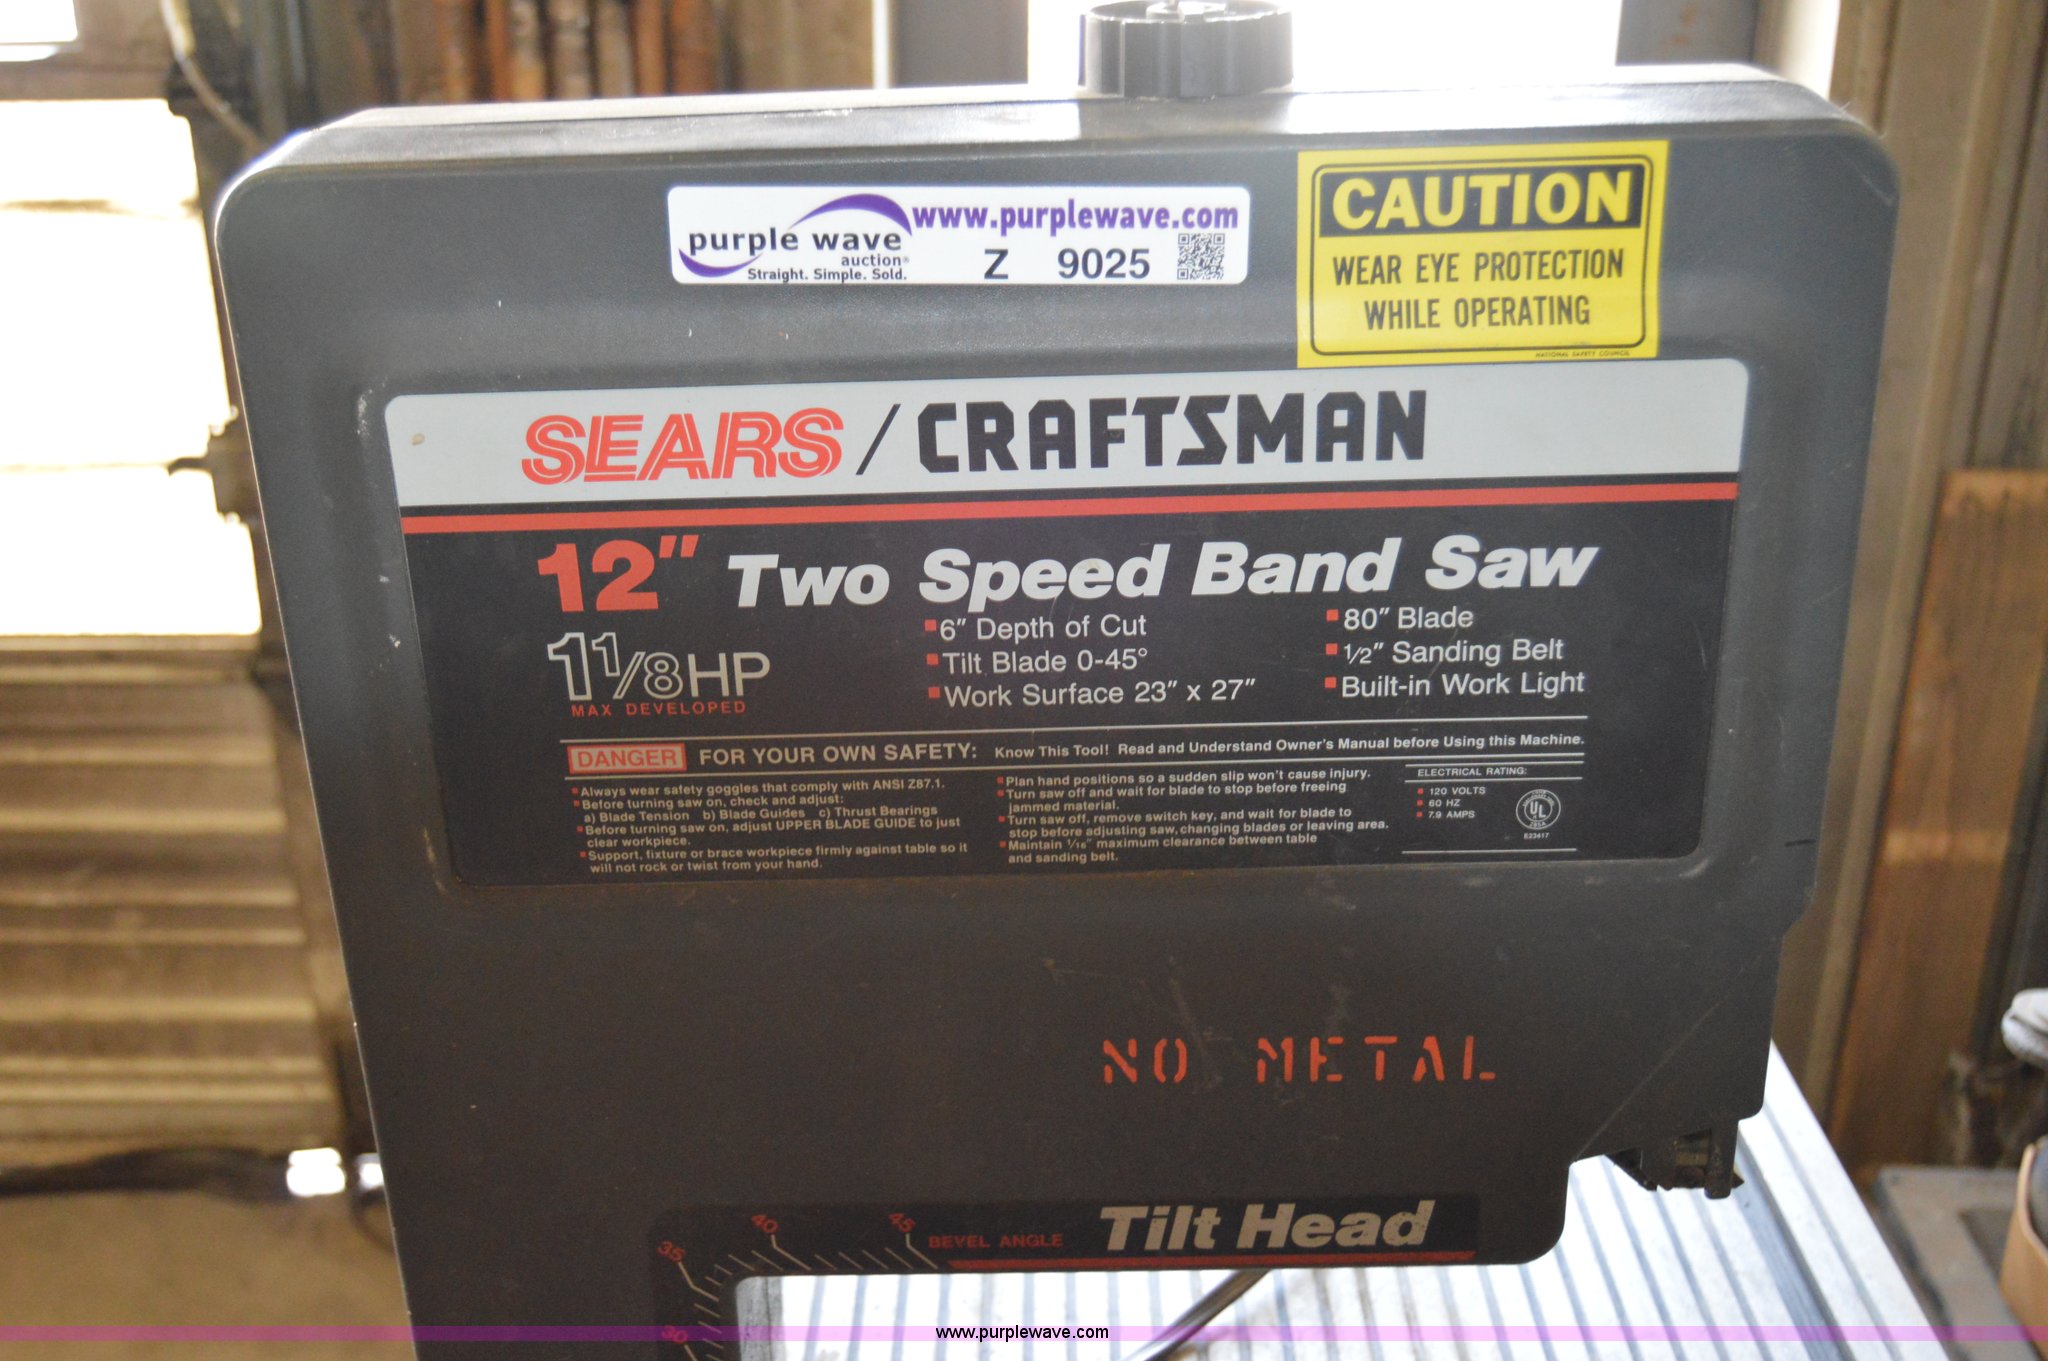 www.purplewave.com
purple wave
auction®
Straight. Simple. Sold.
Z 9025
CAUTION
WEAR EYE PROTECTION
WHILE OPERATING
NATIONAL SAFETY COUNCIL
SEARS / CRAFTSMAN
12" Two Speed Band Saw
1 1/8 HP
MAX DEVELOPED
6" Depth of Cut
Tilt Blade 0-45°
Work Surface 23" x 27"
80" Blade
1/2" Sanding Belt
Built-in Work Light
DANGER FOR YOUR OWN SAFETY: Know This Tool! Read and Understand Owner's Manual before Using this Machine.
Always wear safety goggles that comply with ANSI Z87.1.
Before turning saw on, check and adjust:
a) Blade Tension b) Blade Guides c) Thrust Bearings
Before turning saw on, adjust UPPER BLADE GUIDE to just
clear workpiece.
Support, fixture or brace workpiece firmly against table so it
will not rock or twist from your hand.
Plan hand positions so a sudden slip won't cause injury.
Turn saw off and wait for blade to stop before freeing
jammed material.
Turn saw off, remove switch key, and wait for blade to
stop before adjusting saw, changing blades or leaving area.
Maintain 1/16" maximum clearance between table
and sanding belt.
ELECTRICAL RATING:
120 VOLTS
60 HZ
7.9 AMPS
UL
E23417
NO METAL
BEVEL ANGLE Tilt Head
45
40
35
30
www.purplewave.com